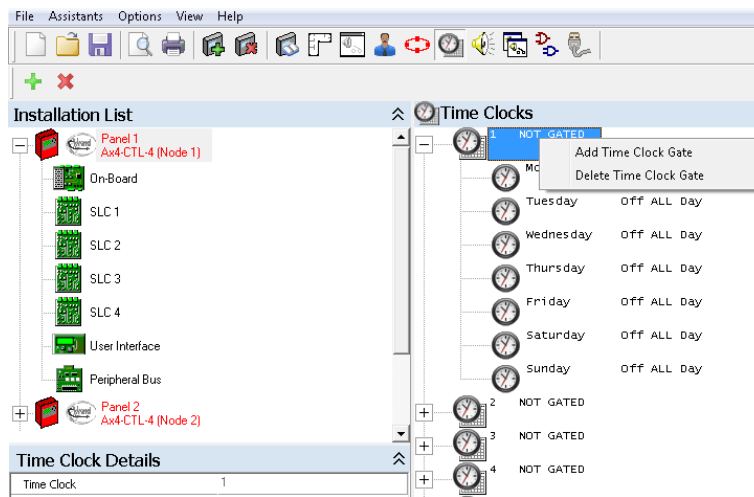 File Assistants Options View Help
Installation List
Panel 1
Ax4-CTL-4 (Node 1)
On-Board
SLC 1
SLC 2
SLC 3
SLC 4
User Interface
Peripheral Bus
Panel 2
Ax4-CTL-4 (Node 2)
Time Clock Details
Time Clock 1
Time Clocks
1 NOT GATED
Add Time Clock Gate
Delete Time Clock Gate
Tuesday Off ALL Day
Wednesday Off ALL Day
Thursday Off ALL Day
Friday Off ALL Day
Saturday Off ALL Day
Sunday Off ALL Day
2 NOT GATED
3 NOT GATED
4 NOT GATED